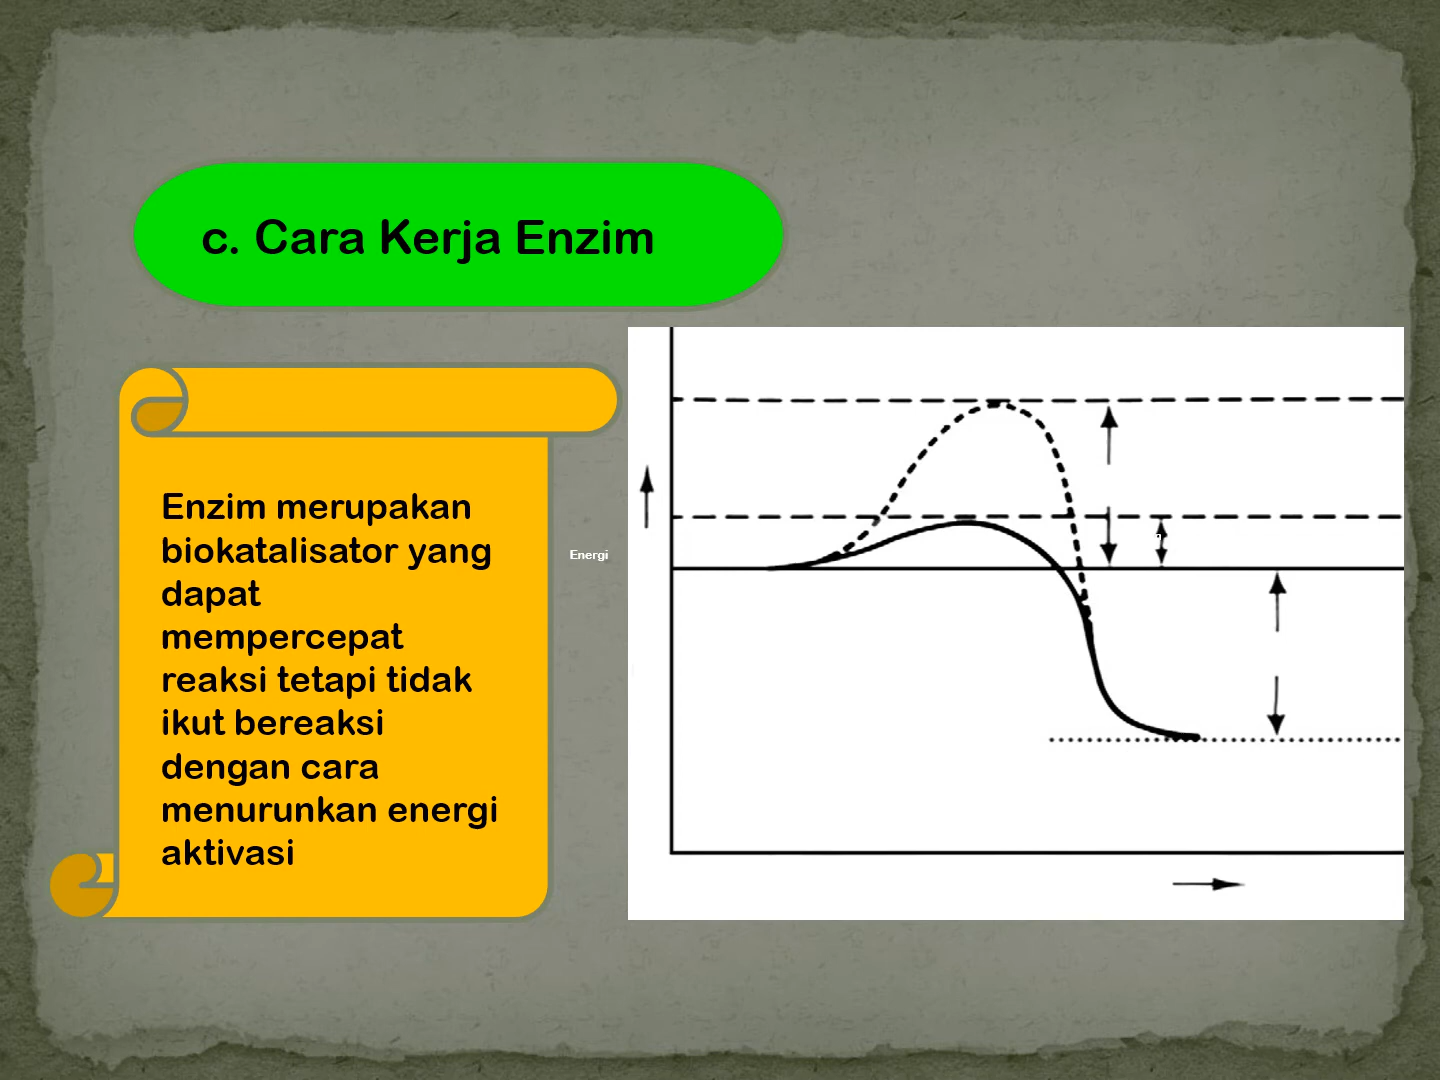 c. Cara Kerja Enzim
Enzim merupakan
biokatalisator yang
dapat
mempercepat
reaksi tetapi tidak
ikut bereaksi
dengan cara
menurunkan energi
aktivasi
Energi